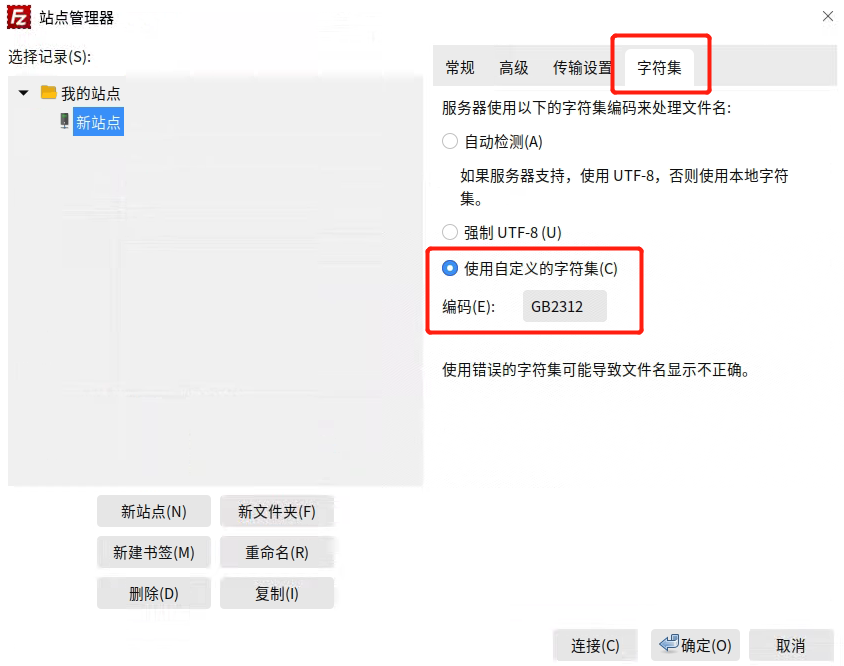 站点管理器
选择记录(S):
我的站点
新站点
常规 高级 传输设置 字符集
服务器使用以下的字符集编码来处理文件名:
自动检测(A)
如果服务器支持，使用 UTF-8，否则使用本地字符
集。
强制 UTF-8 (U)
使用自定义的字符集(C)
编码(E): GB2312
使用错误的字符集可能导致文件名显示不正确。
新站点(N) 新文件夹(F)
新建书签(M) 重命名(R)
删除(D) 复制(I)
连接(C) 确定(O) 取消